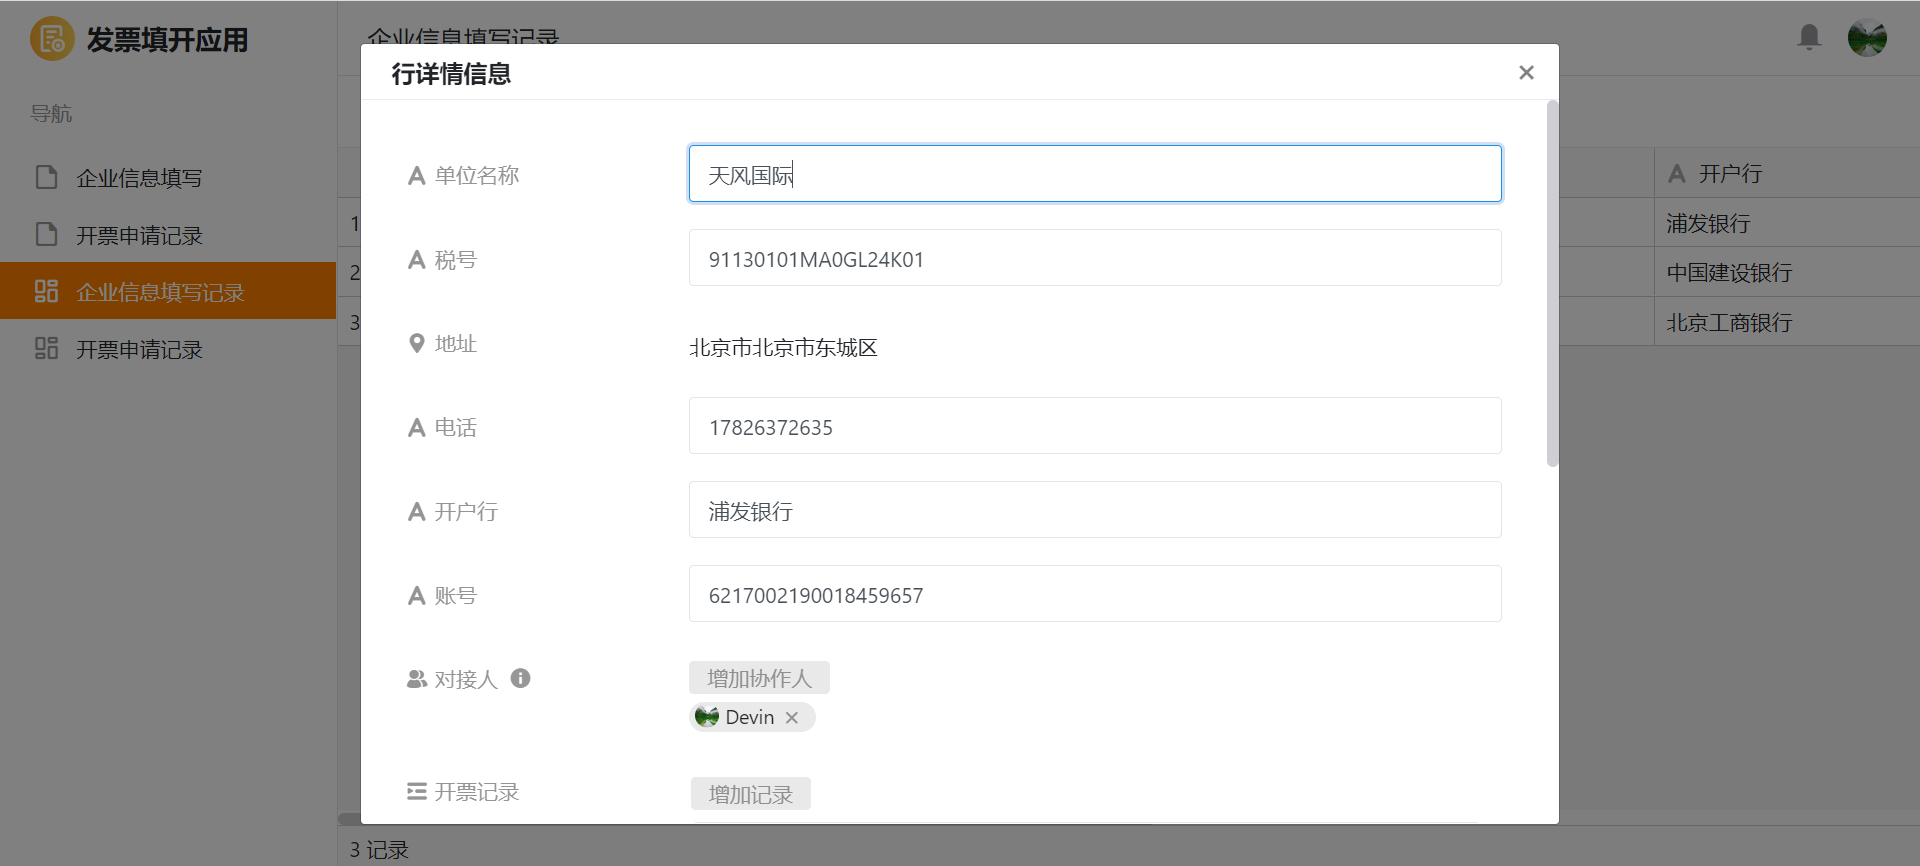 发票填开应用
导航
企业信息填写
开票申请记录
企业信息填写记录
开票申请记录
企业信息填写记录
行详情信息
单位名称
天风国际
税号
91130101MA0GL24K01
地址
北京市北京市东城区
电话
17826372635
开户行
浦发银行
账号
6217002190018459657
对接人
增加协作人
Devin
开票记录
增加记录
开户行
1
浦发银行
2
中国建设银行
3
北京工商银行
3 记录